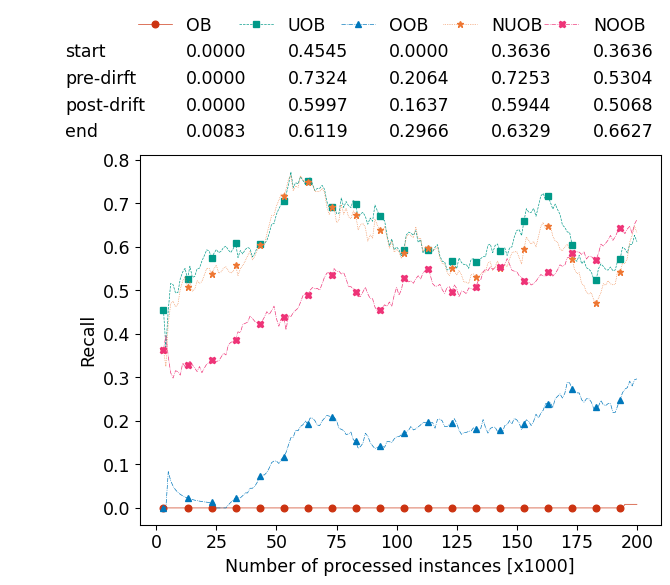 OB UOB OOB NUOB NOOB
start 0.0000 0.4545 0.0000 0.3636 0.3636
pre-dirft 0.0000 0.7324 0.2064 0.7253 0.5304
post-drift 0.0000 0.5997 0.1637 0.5944 0.5068
end 0.0083 0.6119 0.2966 0.6329 0.6627
0.8
0.7
0.6
0.5
0.4
0.3
0.2
0.1
0.0
Recall
0 25 50 75 100 125 150 175 200
Number of processed instances [x1000]